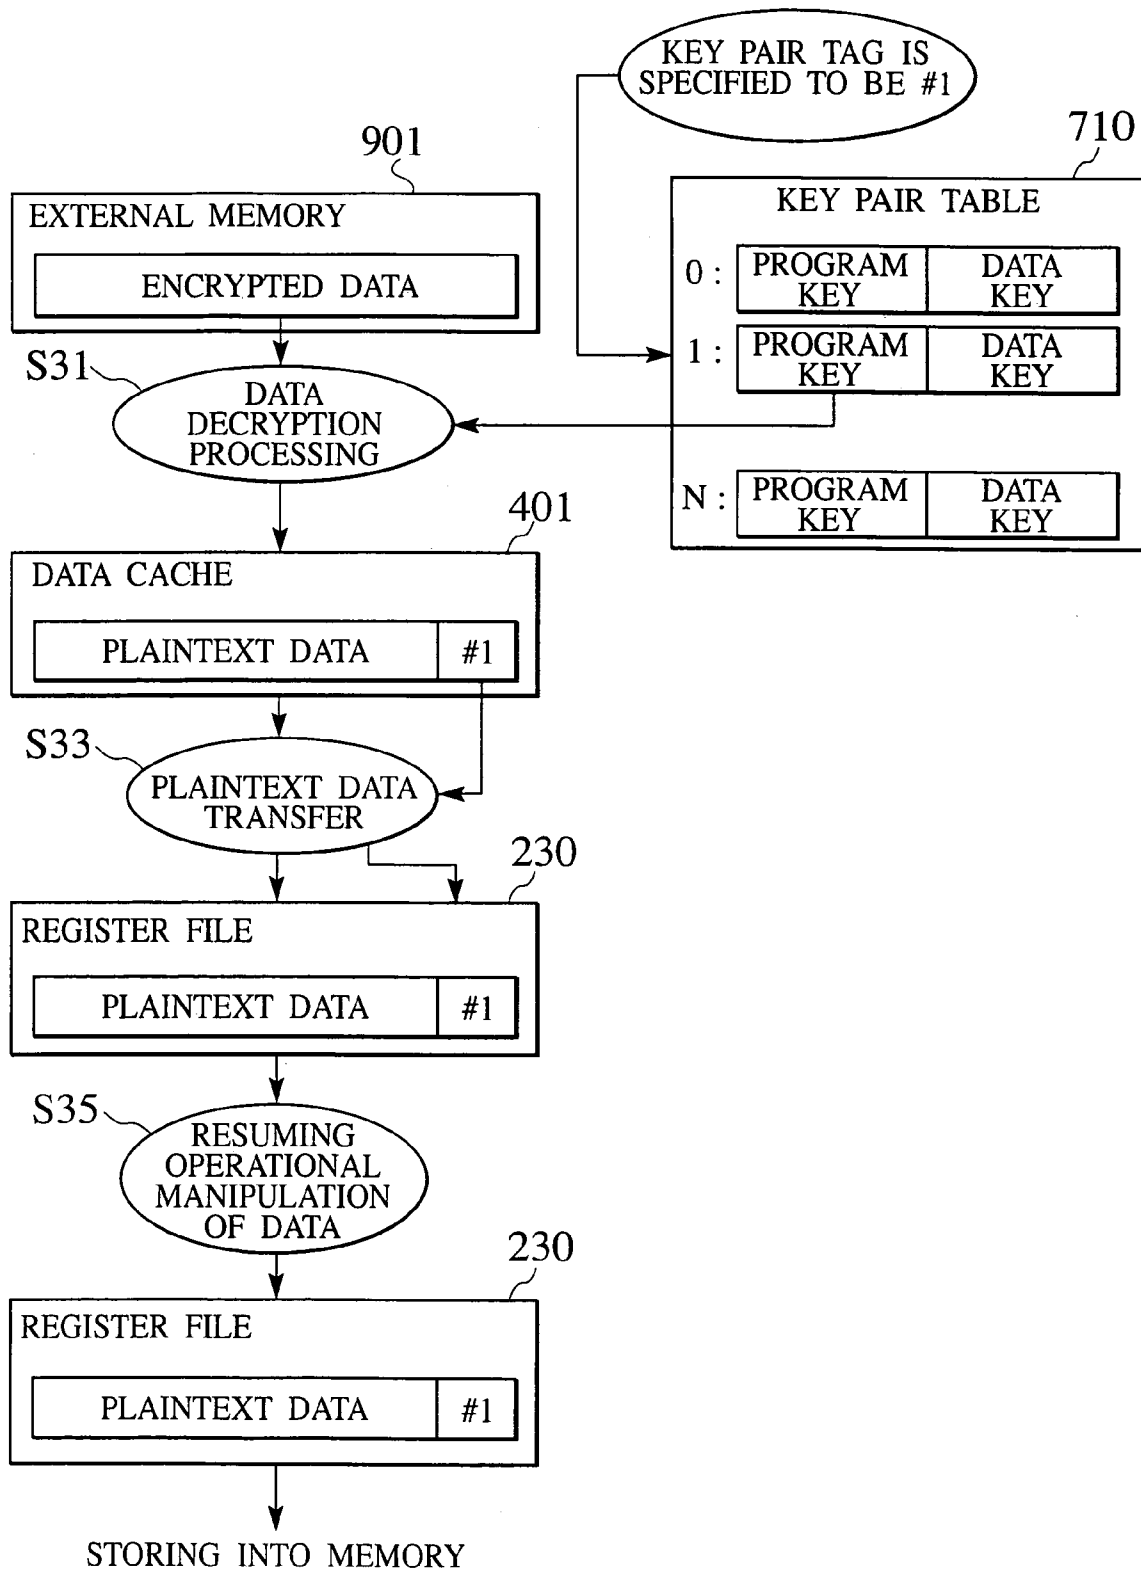 KEY PAIR TAG IS
SPECIFIED TO BE #1
901
710
EXTERNAL MEMORY
ENCRYPTED DATA
KEY PAIR TABLE
0 : PROGRAM KEY DATA KEY
1 : PROGRAM KEY DATA KEY
N : PROGRAM KEY DATA KEY
S31
DATA
DECRYPTION
PROCESSING
401
DATA CACHE
PLAINTEXT DATA #1
S33
PLAINTEXT DATA
TRANSFER
230
REGISTER FILE
PLAINTEXT DATA #1
S35
RESUMING
OPERATIONAL
MANIPULATION
OF DATA
230
REGISTER FILE
PLAINTEXT DATA #1
STORING INTO MEMORY